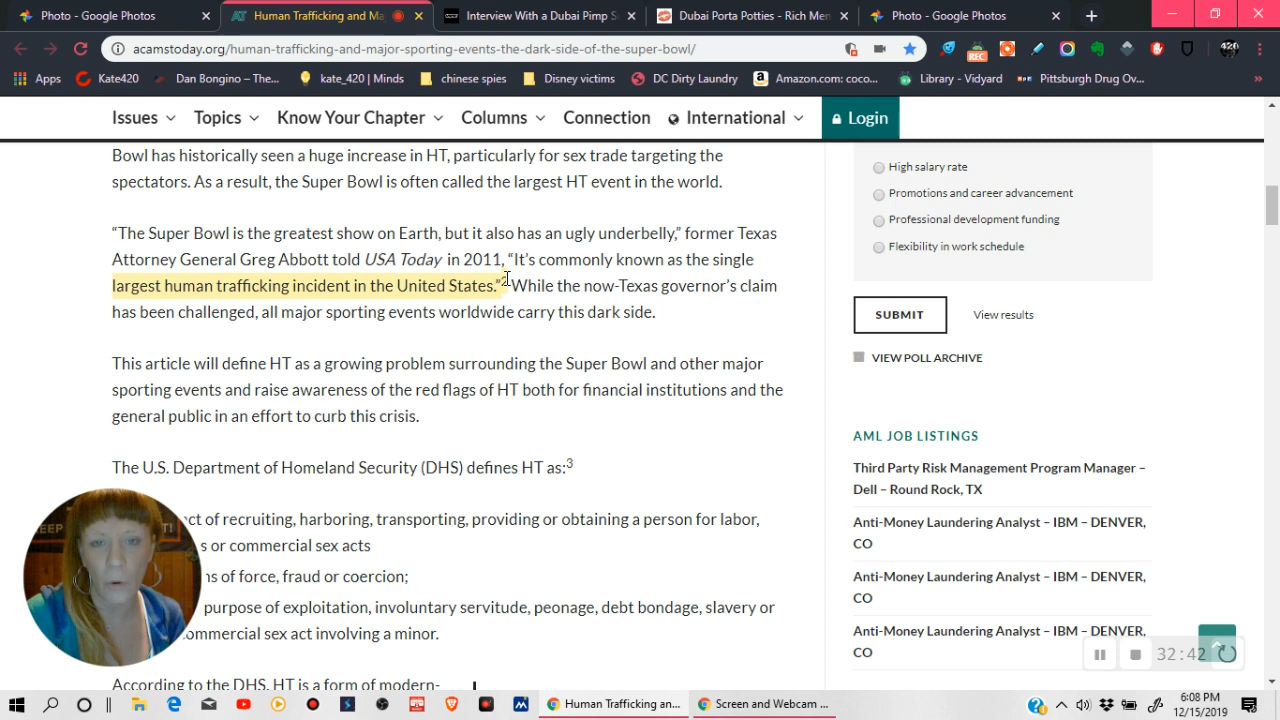 Photo - Google Photos
Human Trafficking and Ma
Interview With a Dubai Pimp S
Dubai Porta Potties - Rich Men
Photo - Google Photos
acamstoday.org/human-trafficking-and-major-sporting-events-the-dark-side-of-the-super-bowl/
REC
420
Apps
Kate420
Dan Bongino – The...
kate_420 | Minds
chinese spies
Disney victims
DC Dirty Laundry
Amazon.com: coco...
Library - Vidyard
Pittsburgh Drug Ov...
»
Issues
Topics
Know Your Chapter
Columns
Connection
International
Login
Bowl has historically seen a huge increase in HT, particularly for sex trade targeting the
spectators. As a result, the Super Bowl is often called the largest HT event in the world.
“The Super Bowl is the greatest show on Earth, but it also has an ugly underbelly,” former Texas
Attorney General Greg Abbott told USA Today in 2011, “It’s commonly known as the single
largest human trafficking incident in the United States.”2 While the now-Texas governor’s claim
has been challenged, all major sporting events worldwide carry this dark side.
This article will define HT as a growing problem surrounding the Super Bowl and other major
sporting events and raise awareness of the red flags of HT both for financial institutions and the
general public in an effort to curb this crisis.
The U.S. Department of Homeland Security (DHS) defines HT as:3
ct of recruiting, harboring, transporting, providing or obtaining a person for labor,
s or commercial sex acts
ns of force, fraud or coercion;
purpose of exploitation, involuntary servitude, peonage, debt bondage, slavery or
ommercial sex act involving a minor.
According to the DHS, HT is a form of modern-
High salary rate
Promotions and career advancement
Professional development funding
Flexibility in work schedule
SUBMIT
View results
VIEW POLL ARCHIVE
AML JOB LISTINGS
Third Party Risk Management Program Manager –
Dell – Round Rock, TX
Anti-Money Laundering Analyst – IBM – DENVER,
CO
Anti-Money Laundering Analyst – IBM – DENVER,
CO
Anti-Money Laundering Analyst – IBM – DENVER,
CO
32:42
Human Trafficking an...
Screen and Webcam ...
6:08 PM
12/15/2019